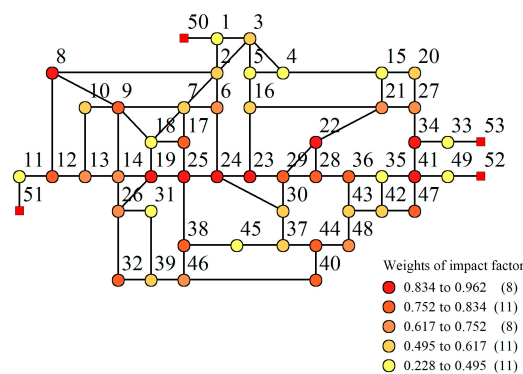 50 1 3
8 2 5 4 15 20
10 9 7 6 16 21 27
18 17 22 34 33 53
11 12 13 14 19 25 24 23 29 28 36 35 41 49 52
51 26 31 30 43 42 47
38 45 37 44 48
32 39 46 40
Weights of impact factor
0.834 to 0.962 (8)
0.752 to 0.834 (11)
0.617 to 0.752 (8)
0.495 to 0.617 (11)
0.228 to 0.495 (11)